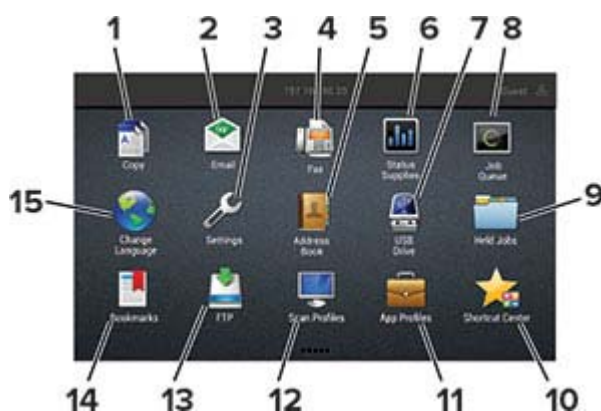 1 2 3 4 5 6 7 8
Guest
Copy Email Fax Status Supplies Job Queue
15 9
Change Language Settings Address Book USB Drive Held Jobs
Bookmarks FTP Scan Profiles App Profiles Shortcut Center
14 13 12 11 10